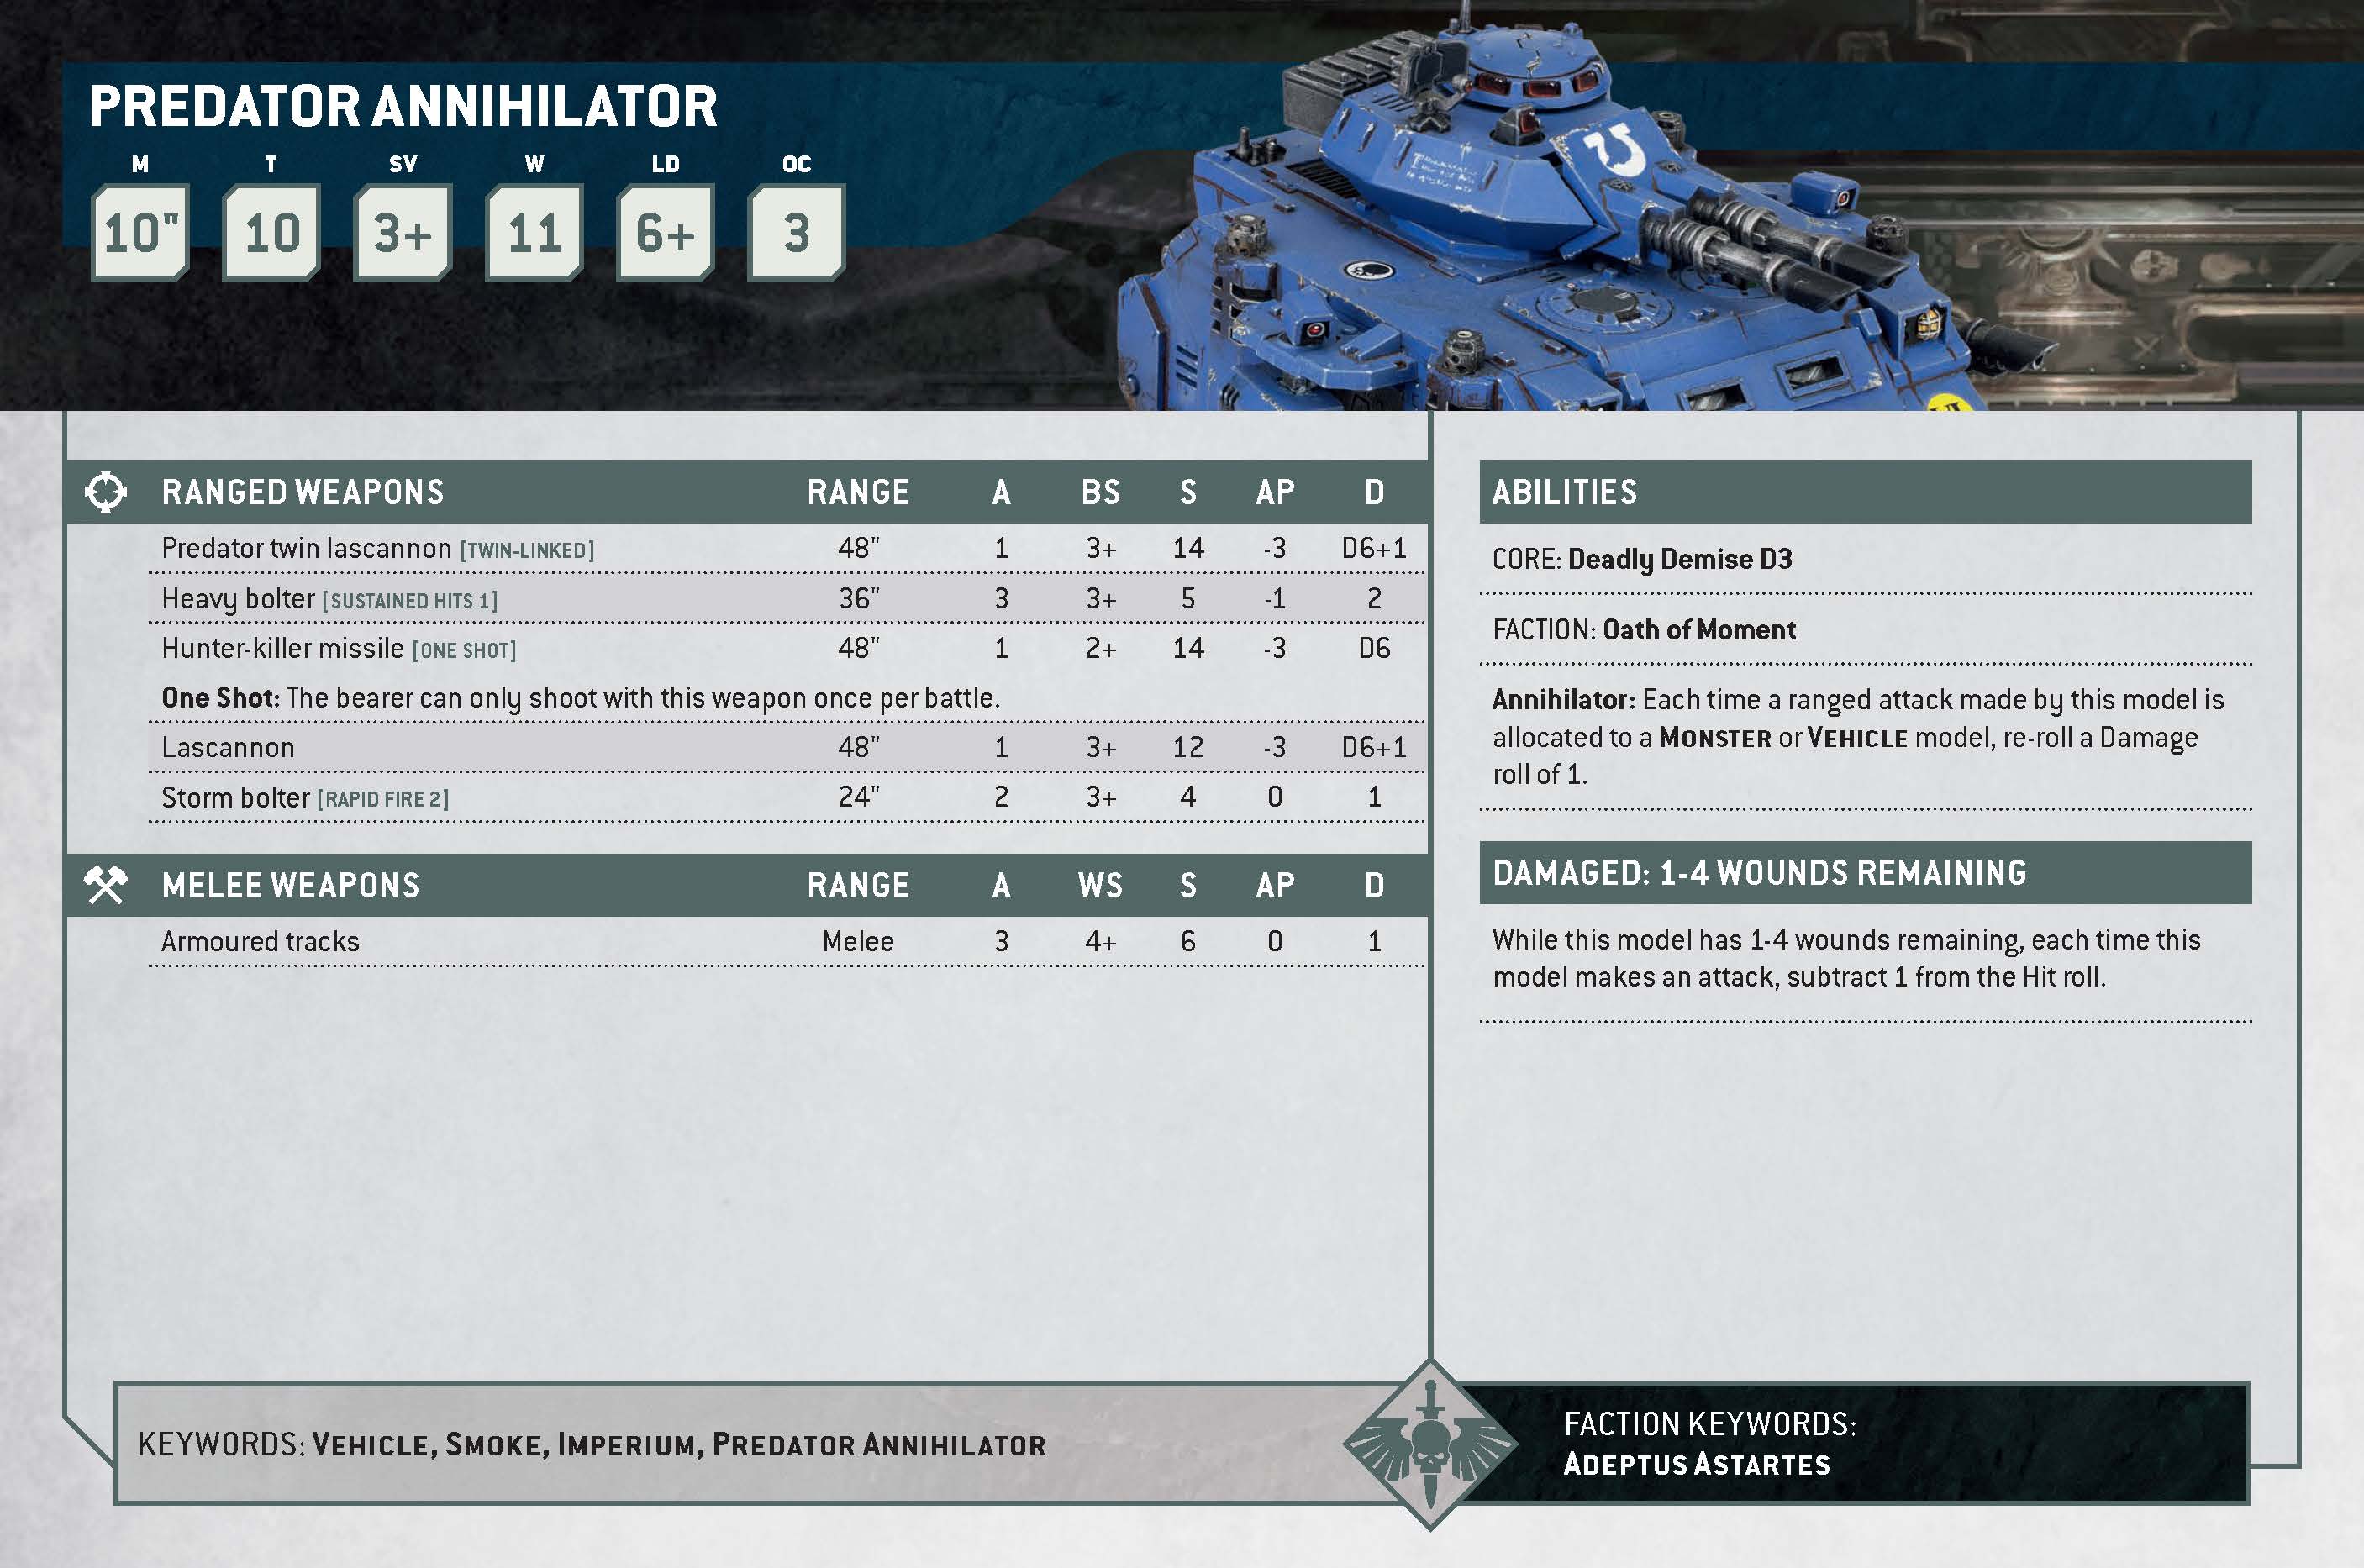 PREDATOR ANNIHILATOR
M T SV W LD OC
10" 10 3+ 11 6+ 3
RANGED WEAPONS RANGE A BS S AP D
Predator twin lascannon [TWIN-LINKED] 48" 1 3+ 14 -3 D6+1
Heavy bolter [SUSTAINED HITS 1] 36" 3 3+ 5 -1 2
Hunter-killer missile [ONE SHOT] 48" 1 2+ 14 -3 D6
One Shot: The bearer can only shoot with this weapon once per battle.
Lascannon 48" 1 3+ 12 -3 D6+1
Storm bolter [RAPID FIRE 2] 24" 2 3+ 4 0 1
MELEE WEAPONS RANGE A WS S AP D
Armoured tracks Melee 3 4+ 6 0 1
ABILITIES
CORE: Deadly Demise D3
FACTION: Oath of Moment
Annihilator: Each time a ranged attack made by this model is
allocated to a MONSTER or VEHICLE model, re-roll a Damage
roll of 1.
DAMAGED: 1-4 WOUNDS REMAINING
While this model has 1-4 wounds remaining, each time this
model makes an attack, subtract 1 from the Hit roll.
KEYWORDS: VEHICLE, SMOKE, IMPERIUM, PREDATOR ANNIHILATOR
FACTION KEYWORDS:
ADEPTUS ASTARTES